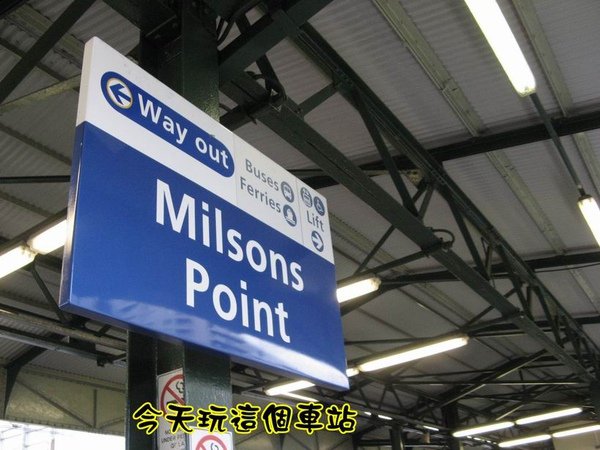 Way out
Buses
Ferries
Lift
Milsons
Point
今天玩這個車站